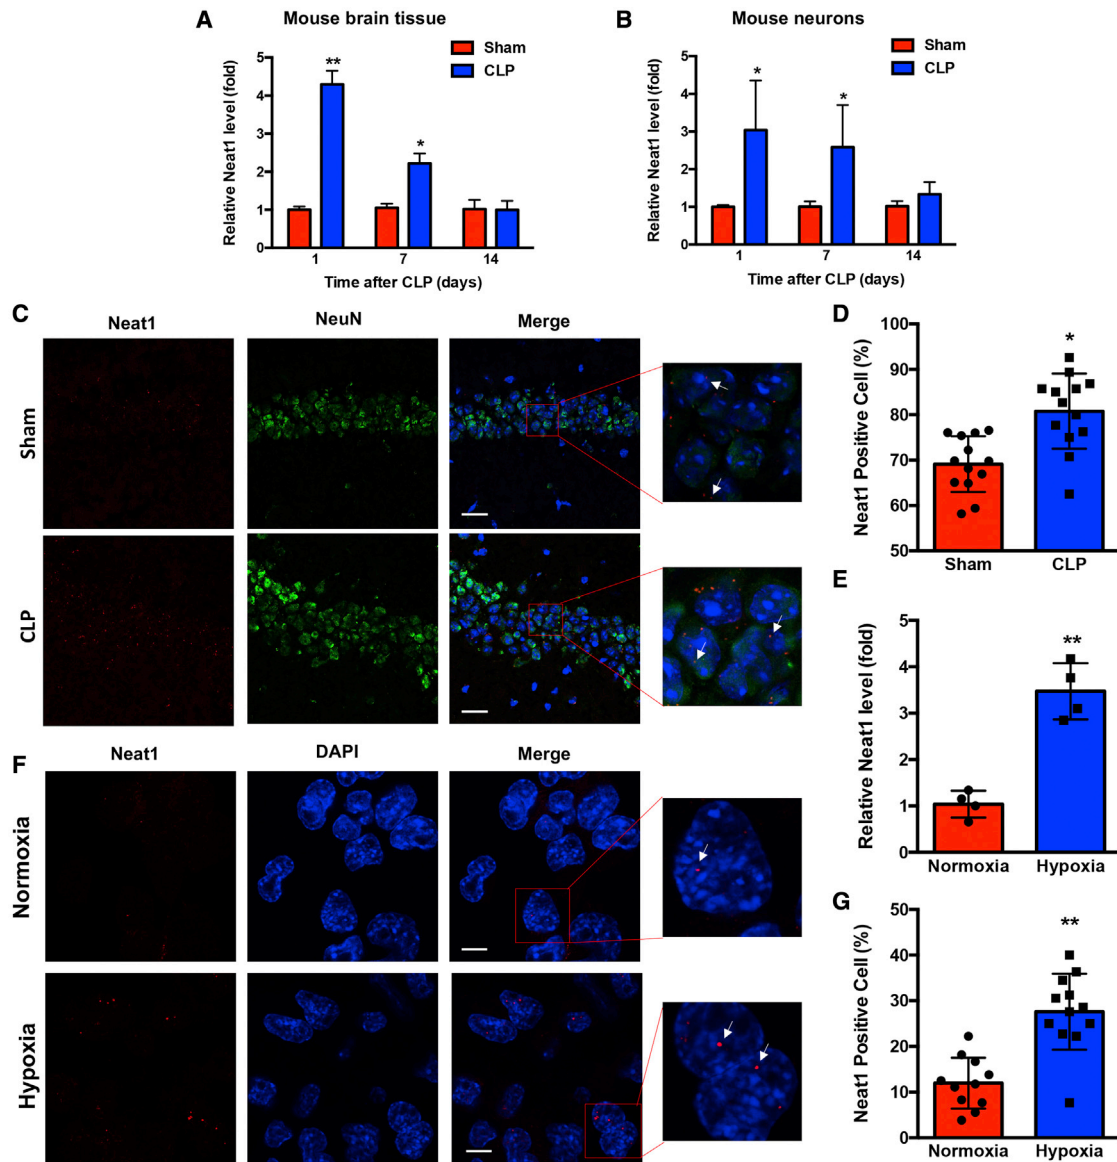 A Mouse brain tissue
Sham
CLP
Relative Neat1 level (fold)
5
4
3
2
1
0
**
*
1 7 14
Time after CLP (days)
B Mouse neurons
Sham
CLP
Relative Neat1 level (fold)
5
4
3
2
1
0
*
*
1 7 14
Time after CLP (days)
C
Neat1 NeuN Merge
Sham
CLP
D
Neat1 Positive Cell (%)
100
90
80
70
60
50
*
Sham CLP
E
Relative Neat1 level (fold)
5
4
3
2
1
0
**
Normoxia Hypoxia
F
Neat1 DAPI Merge
Normoxia
Hypoxia
G
Neat1 Positive Cell (%)
50
40
30
20
10
0
**
Normoxia Hypoxia